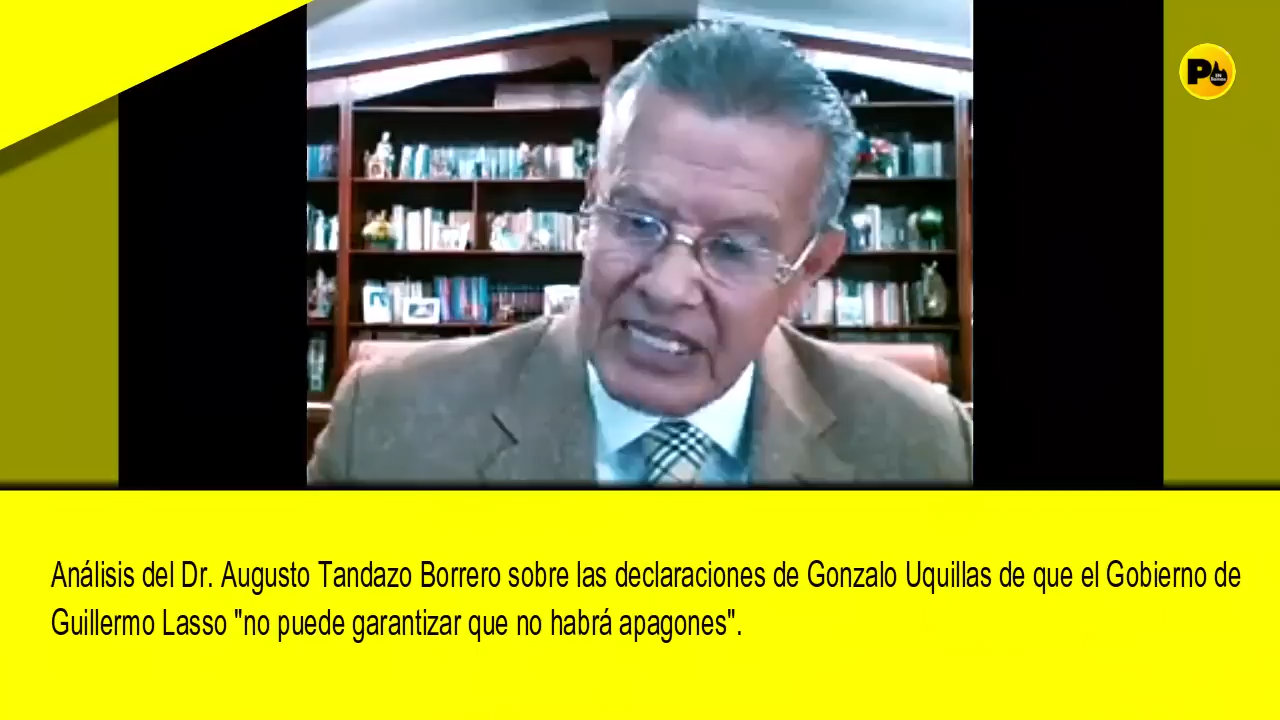 P
EN
Análisis del Dr. Augusto Tandazo Borrero sobre las declaraciones de Gonzalo Uquillas de que el Gobierno de
Guillermo Lasso "no puede garantizar que no habrá apagones".